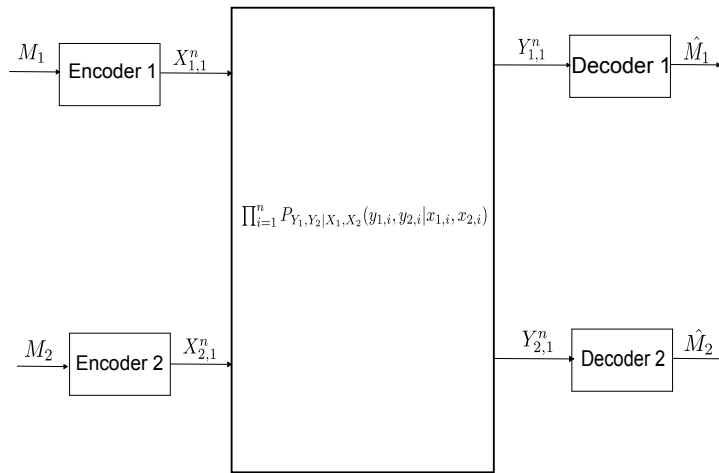 M_1 Encoder 1 X_{1,1}^n Y_{1,1}^n Decoder 1 \hat{M}_1
\prod_{i=1}^n P_{Y_1,Y_2|X_1,X_2}(y_{1,i}, y_{2,i}|x_{1,i}, x_{2,i})
M_2 Encoder 2 X_{2,1}^n Y_{2,1}^n Decoder 2 \hat{M}_2